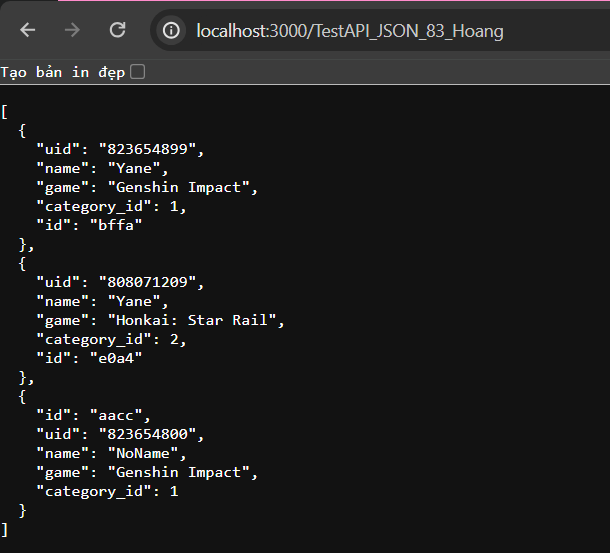 localhost:3000/TestAPI_JSON_83_Hoang
Tạo bản in đẹp
[
  {
    "uid": "823654899",
    "name": "Yane",
    "game": "Genshin Impact",
    "category_id": 1,
    "id": "bffa"
  },
  {
    "uid": "808071209",
    "name": "Yane",
    "game": "Honkai: Star Rail",
    "category_id": 2,
    "id": "e0a4"
  },
  {
    "id": "aacc",
    "uid": "823654800",
    "name": "NoName",
    "game": "Genshin Impact",
    "category_id": 1
  }
]